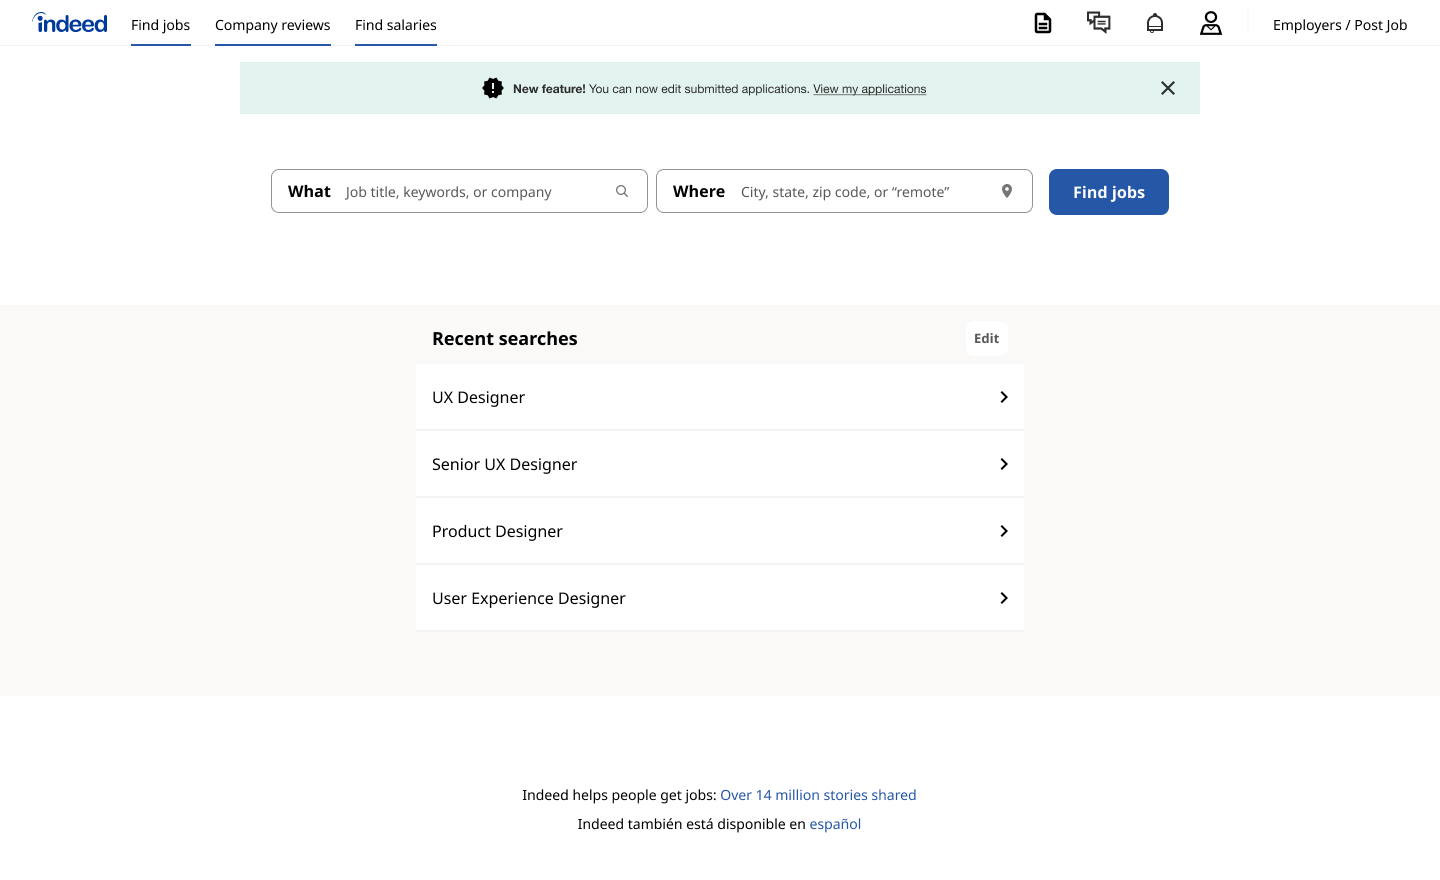 indeed
Find jobs
Company reviews
Find salaries
Employers / Post Job
New feature! You can now edit submitted applications. View my applications
What
Job title, keywords, or company
Where
City, state, zip code, or “remote”
Find jobs
Recent searches
Edit
UX Designer
Senior UX Designer
Product Designer
User Experience Designer
Indeed helps people get jobs: Over 14 million stories shared
Indeed también está disponible en español